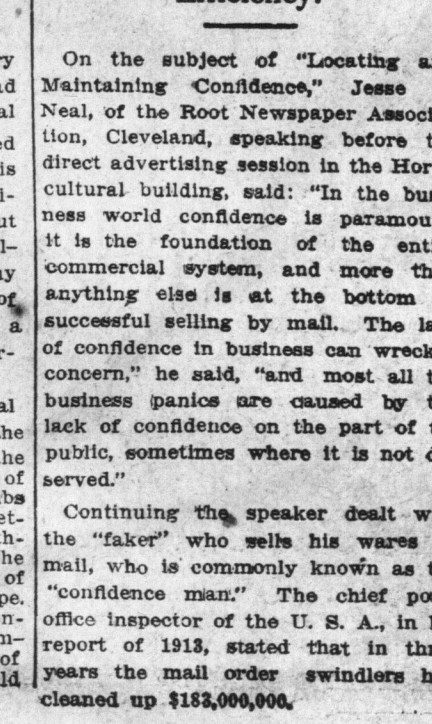 Efficiency.
On the subject of "Locating a
Maintaining Confidence," Jesse
Neal, of the Root Newspaper Associ
tion, Cleveland, speaking before t
direct advertising session in the Hor
cultural building, said: "In the bus
ness world confidence is paramou
it is the foundation of the enti
commercial system, and more th
anything else is at the bottom
successful selling by mail. The la
of confidence in business can wreck
concern," he said, "and most all t
business panics are caused by t
lack of confidence on the part of t
public, sometimes where it is not d
served."
Continuing the speaker dealt w
the "faker" who sells his wares
mail, who is commonly known as t
"confidence man." The chief po
office inspector of the U. S. A., in h
report of 1913, stated that in thr
years the mail order swindlers h
cleaned up $183,000,000.